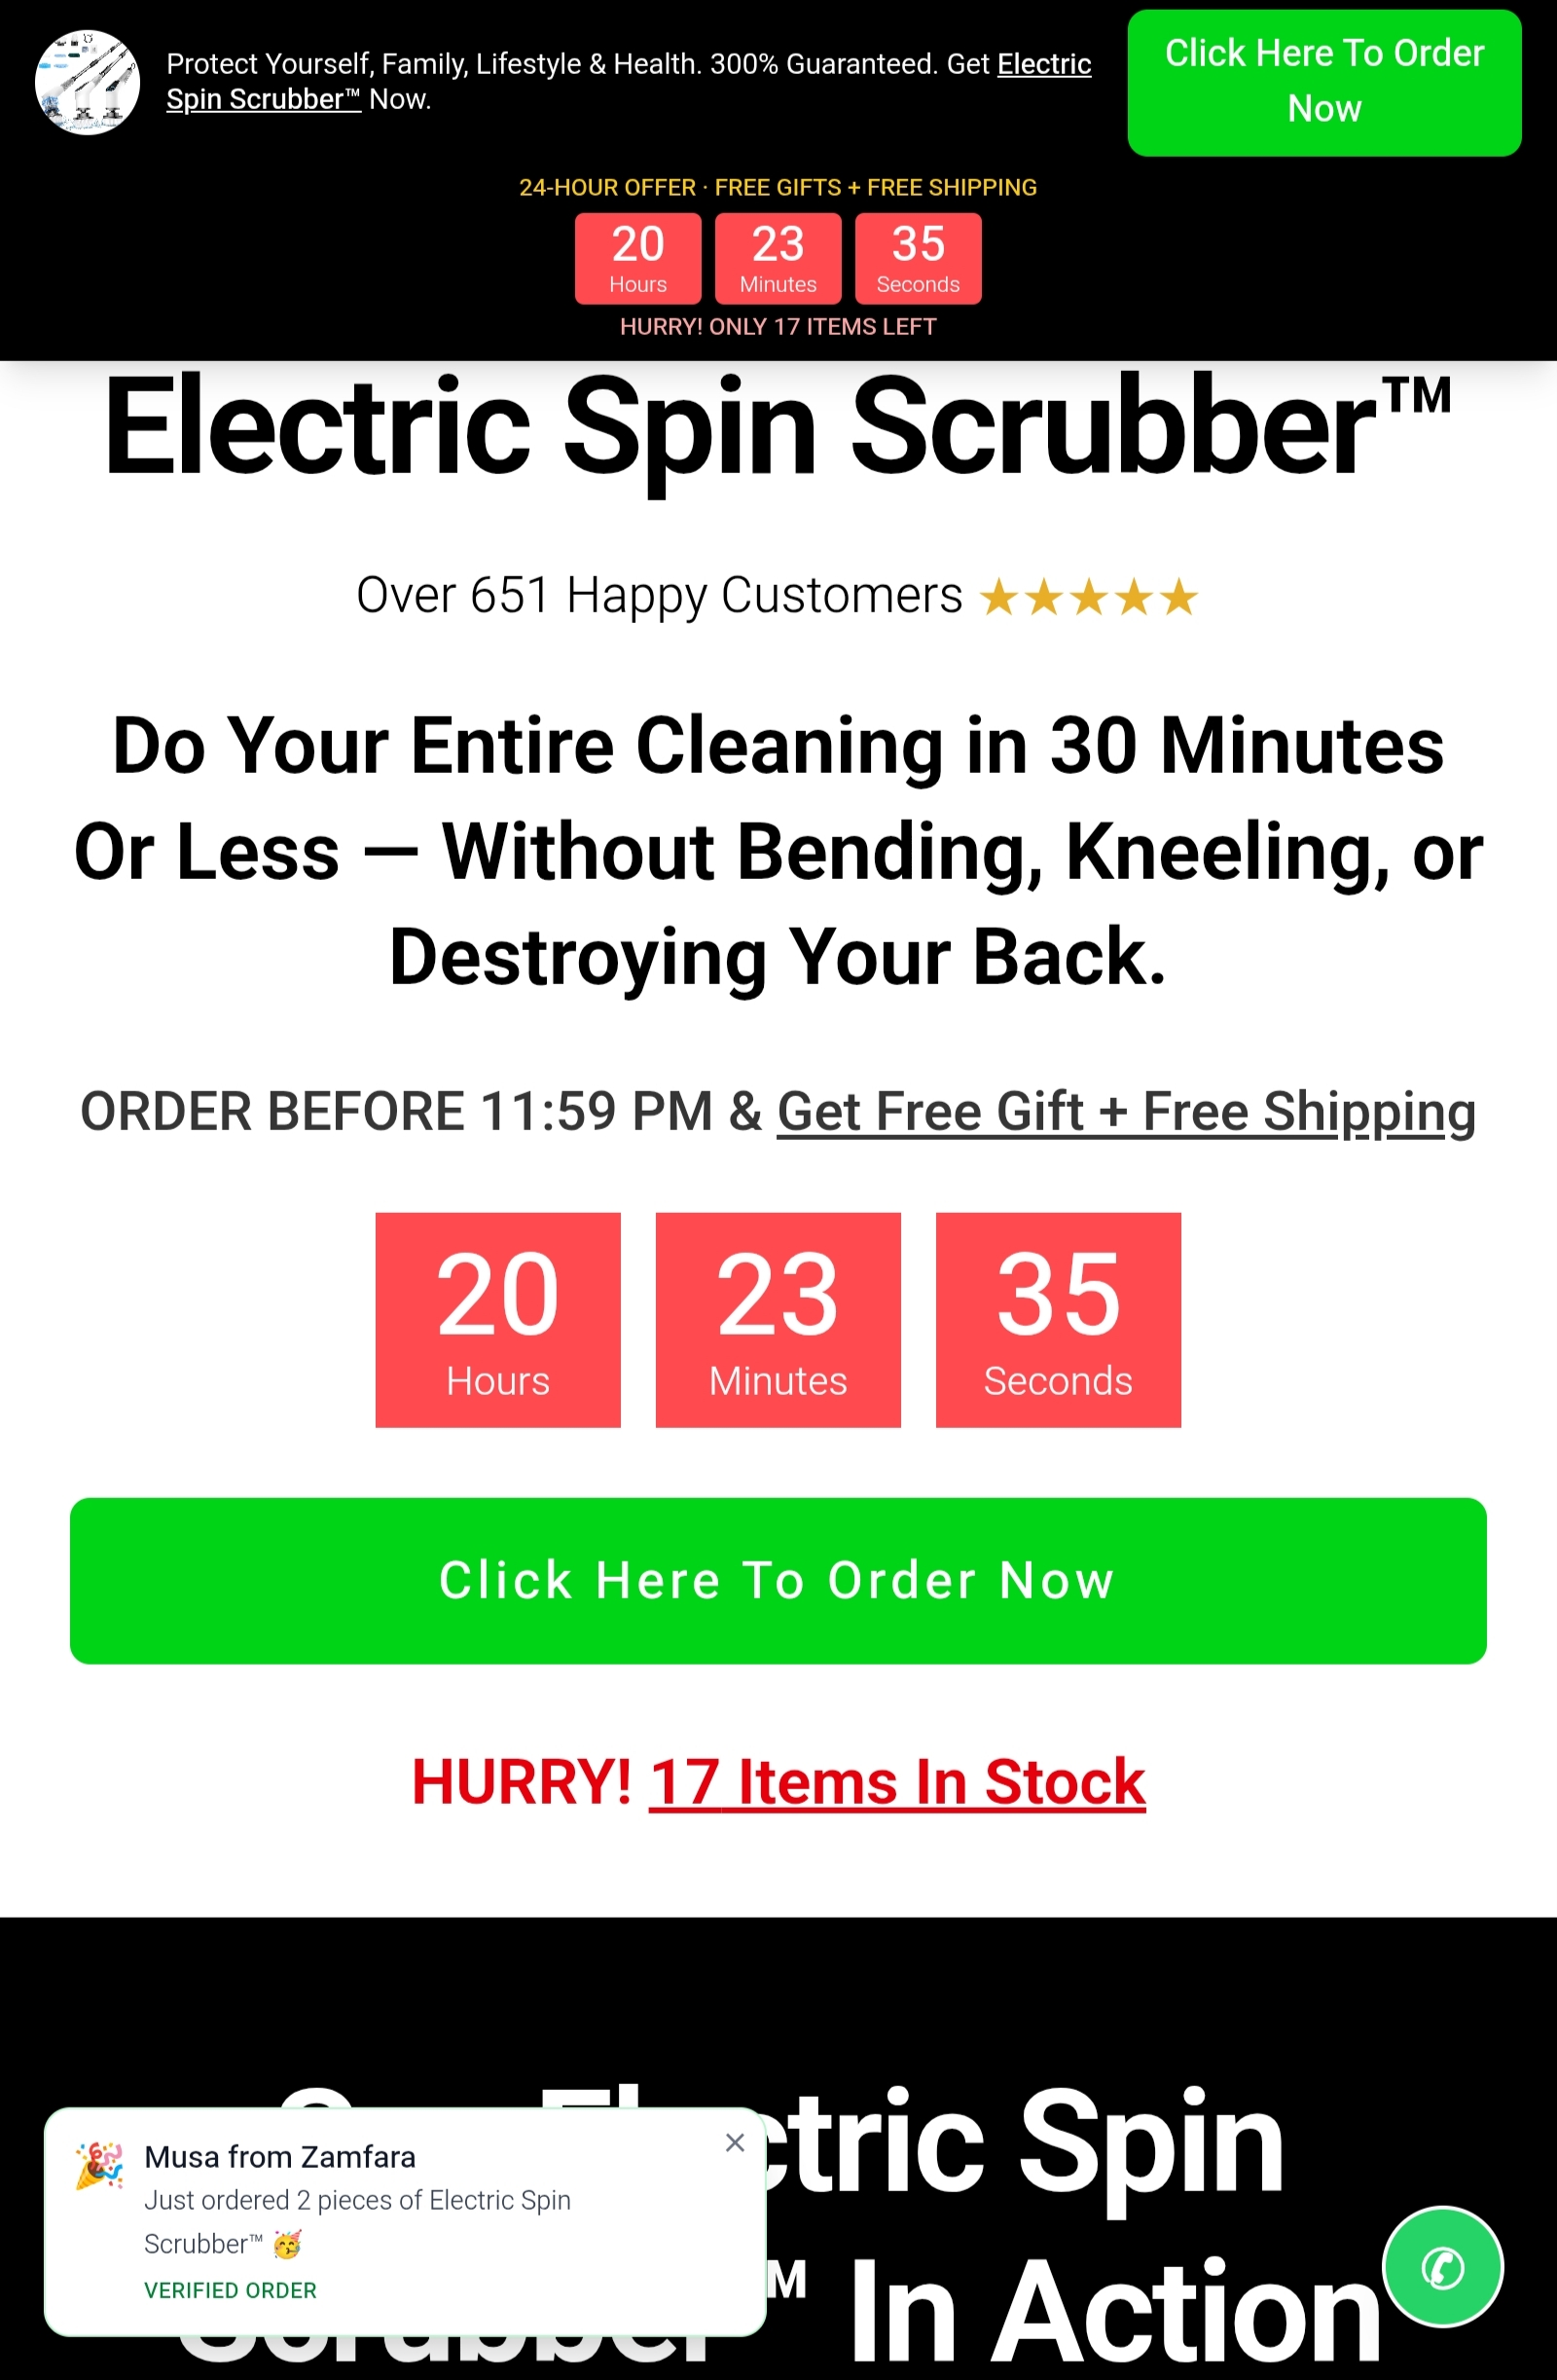 Protect Yourself, Family, Lifestyle & Health. 300% Guaranteed. Get Electric
Spin Scrubber™ Now.
Click Here To Order
Now
24-HOUR OFFER · FREE GIFTS + FREE SHIPPING
20 23 35
Hours Minutes Seconds
HURRY! ONLY 17 ITEMS LEFT
Electric Spin Scrubber™
Over 651 Happy Customers ★★★★★
Do Your Entire Cleaning in 30 Minutes
Or Less — Without Bending, Kneeling, or
Destroying Your Back.
ORDER BEFORE 11:59 PM & Get Free Gift + Free Shipping
20 23 35
Hours Minutes Seconds
Click Here To Order Now
HURRY! 17 Items In Stock
Electric Spin
Scrubber™ In Action
Musa from Zamfara
Just ordered 2 pieces of Electric Spin
Scrubber™ 🥳
VERIFIED ORDER